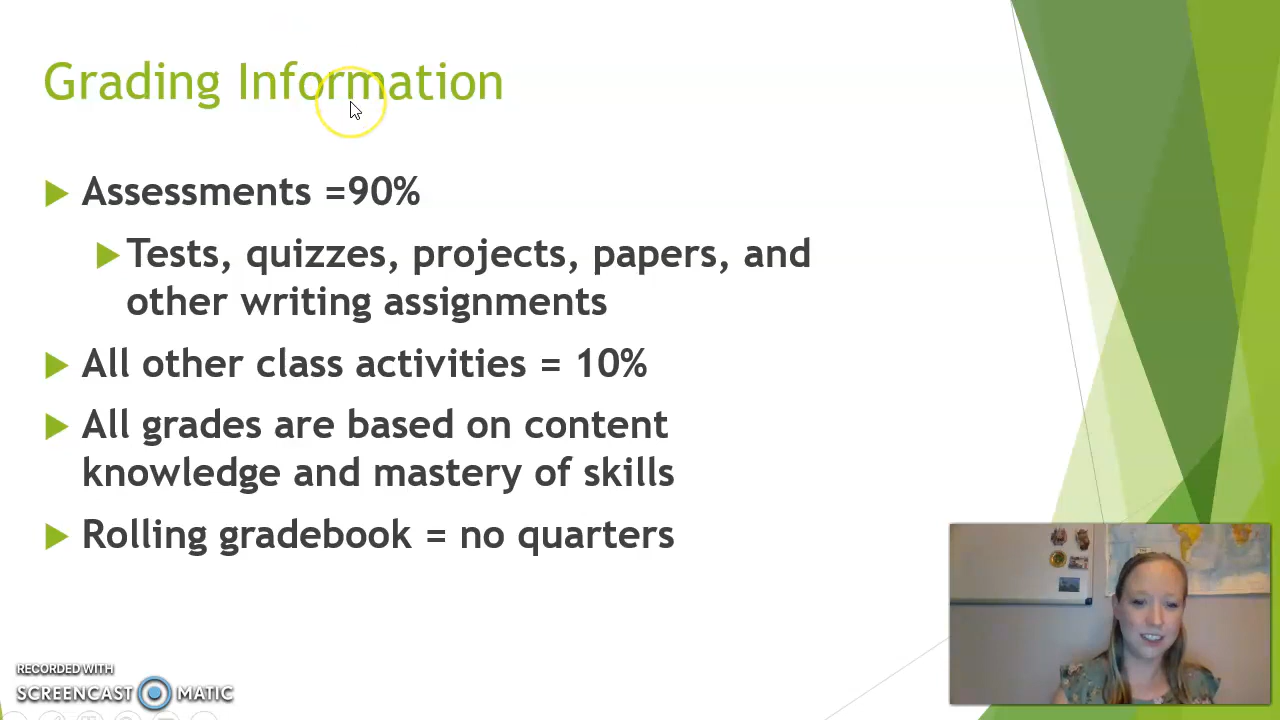 Grading Information
Assessments =90%
Tests, quizzes, projects, papers, and
other writing assignments
All other class activities = 10%
All grades are based on content
knowledge and mastery of skills
Rolling gradebook = no quarters
RECORDED WITH
SCREENCAST MATIC